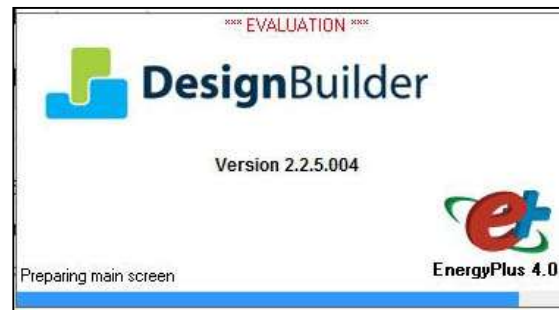 *** EVALUATION ***
DesignBuilder
Version 2.2.5.004
e+
Preparing main screen
EnergyPlus 4.0